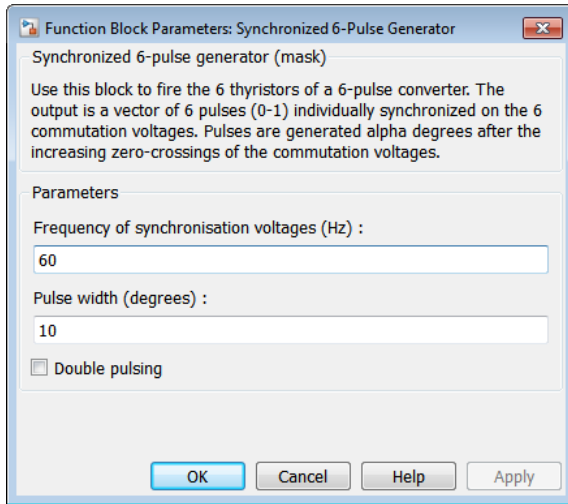 Function Block Parameters: Synchronized 6-Pulse Generator
Synchronized 6-pulse generator (mask)
Use this block to fire the 6 thyristors of a 6-pulse converter. The
output is a vector of 6 pulses (0-1) individually synchronized on the 6
commutation voltages. Pulses are generated alpha degrees after the
increasing zero-crossings of the commutation voltages.
Parameters
Frequency of synchronisation voltages (Hz) :
60
Pulse width (degrees) :
10
Double pulsing
OK Cancel Help Apply